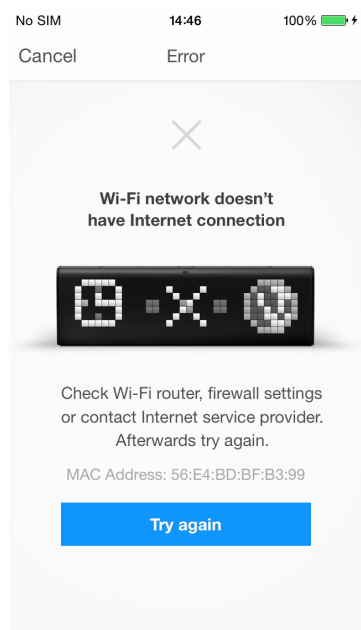 No SIM 14:46 100%
Cancel Error
Wi-Fi network doesn't
have Internet connection
Check Wi-Fi router, firewall settings
or contact Internet service provider.
Afterwards try again.
MAC Address: 56:E4:BD:BF:B3:99
Try again